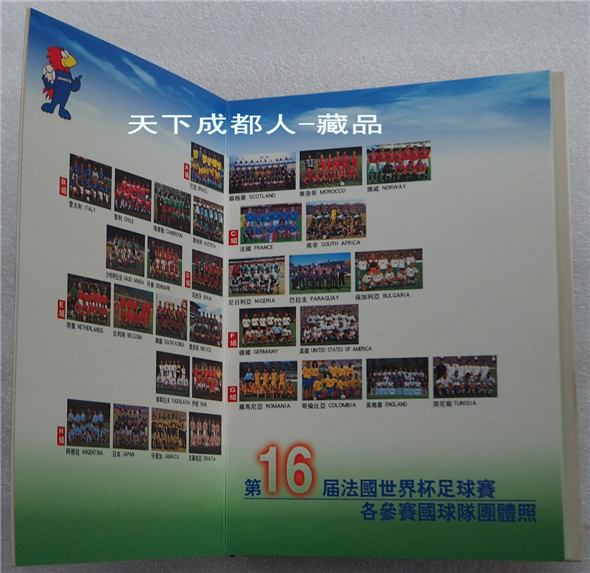 天下成都人-藏品
A組
巴西 BRASIL
蘇格蘭 SCOTLAND
摩洛哥 MOROCCO
挪威 NORWAY
B組
意大利 ITALY
智利 CHILE
喀麥隆 CAMEROON
奧地利 AUSTRIA
C組
法國 FRANCE
南非 SOUTH AFRICA
沙地阿拉伯 SAUDI ARABIA
丹麥 DENMARK
D組
西班牙 SPAIN
尼日利亞 NIGERIA
巴拉圭 PARAGUAY
保加利亞 BULGARIA
E組
荷蘭 NETHERLANDS
比利時 BELGIUM
南韓 SOUTH KOREA
墨西哥 MEXICO
F組
德國 GERMANY
美國 UNITED STATES OF AMERICA
南斯拉夫 YUGOSLAVIA
伊朗 IRAN
G組
羅馬尼亞 ROMANIA
哥倫比亞 COLOMBIA
英格蘭 ENGLAND
突尼斯 TUNISIA
H組
阿根廷 ARGENTINA
日本 JAPAN
牙買加 JAMAICA
克羅地亞 CROATIA
第16屆法國世界杯足球賽
各參賽國球隊團體照